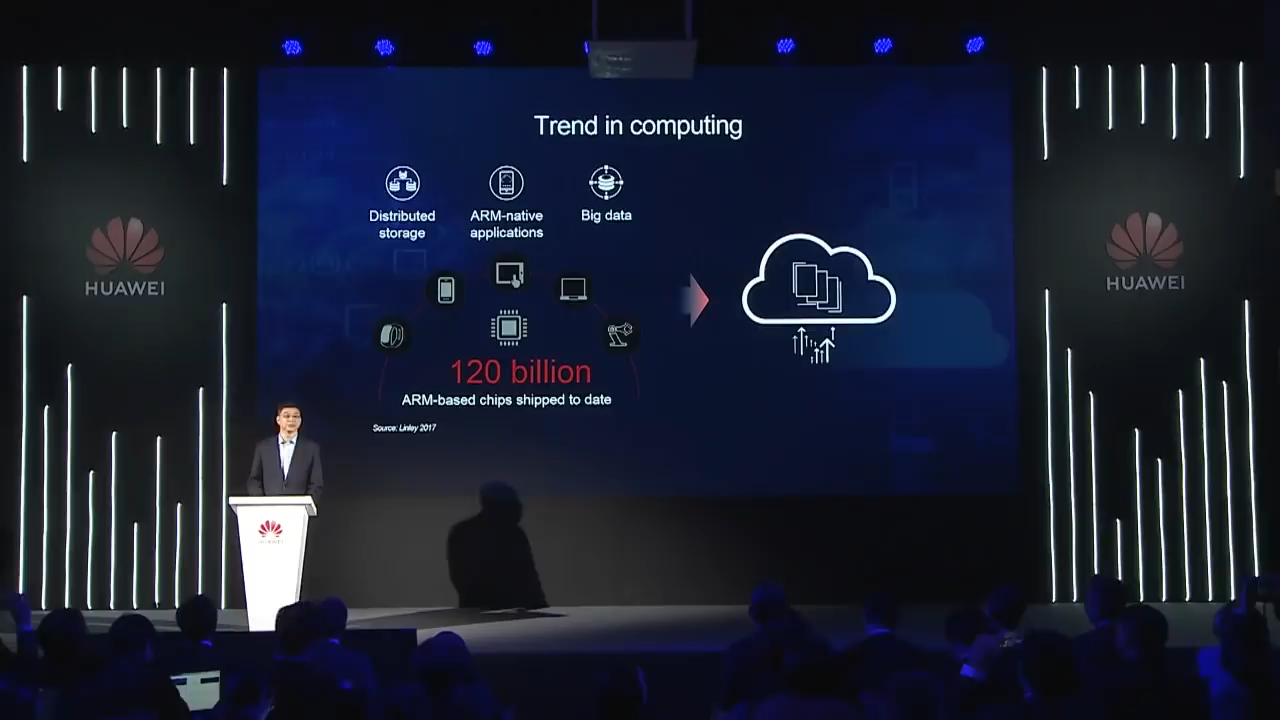 Trend in computing
Distributed
storage
ARM-native
applications
Big data
120 billion
ARM-based chips shipped to date
Source: Linley 2017
HUAWEI
HUAWEI
HUAWEI